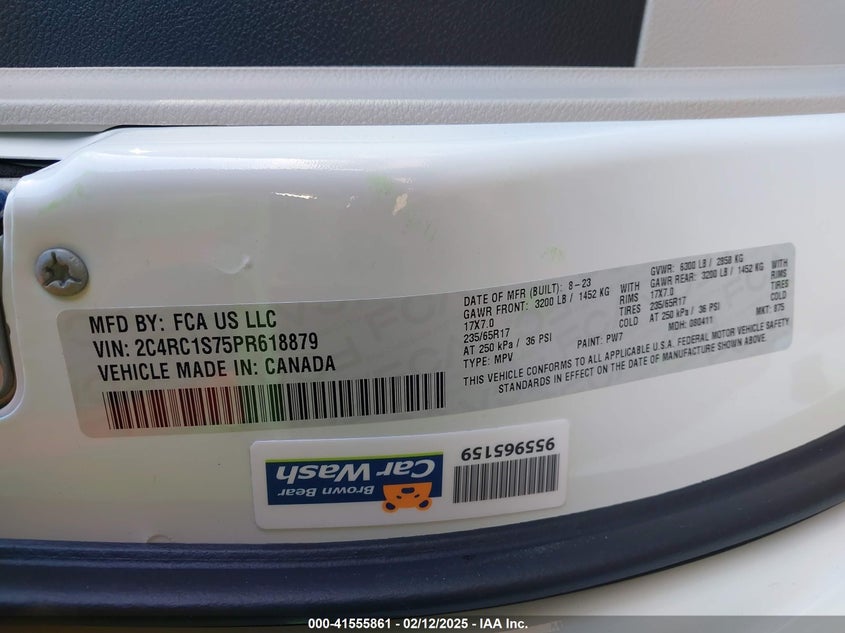 MFD BY: FCA US LLC
VIN: 2C4RC1S75PR618879
VEHICLE MADE IN: CANADA
DATE OF MFR (BUILT): 8-23
GVWR: 6300 LB / 2858 KG
GAWR FRONT: 3200 LB / 1452 KG WITH
GAWR REAR: 3200 LB / 1452 KG WITH
17X7.0 RIMS
17X7.0 RIMS
235/65R17 TIRES
235/65R17 TIRES
AT 250 kPa / 36 PSI COLD
AT 250 kPa / 36 PSI COLD
TYPE: MPV
PAINT: PW7
MDH: 080411
MKT: 875
THIS VEHICLE CONFORMS TO ALL APPLICABLE U.S.A. FEDERAL MOTOR VEHICLE SAFETY
STANDARDS IN EFFECT ON THE DATE OF MANUFACTURE SHOWN ABOVE.
Brown Bear
Car Wash
955965159
000-41555861 - 02/12/2025 - IAA Inc.